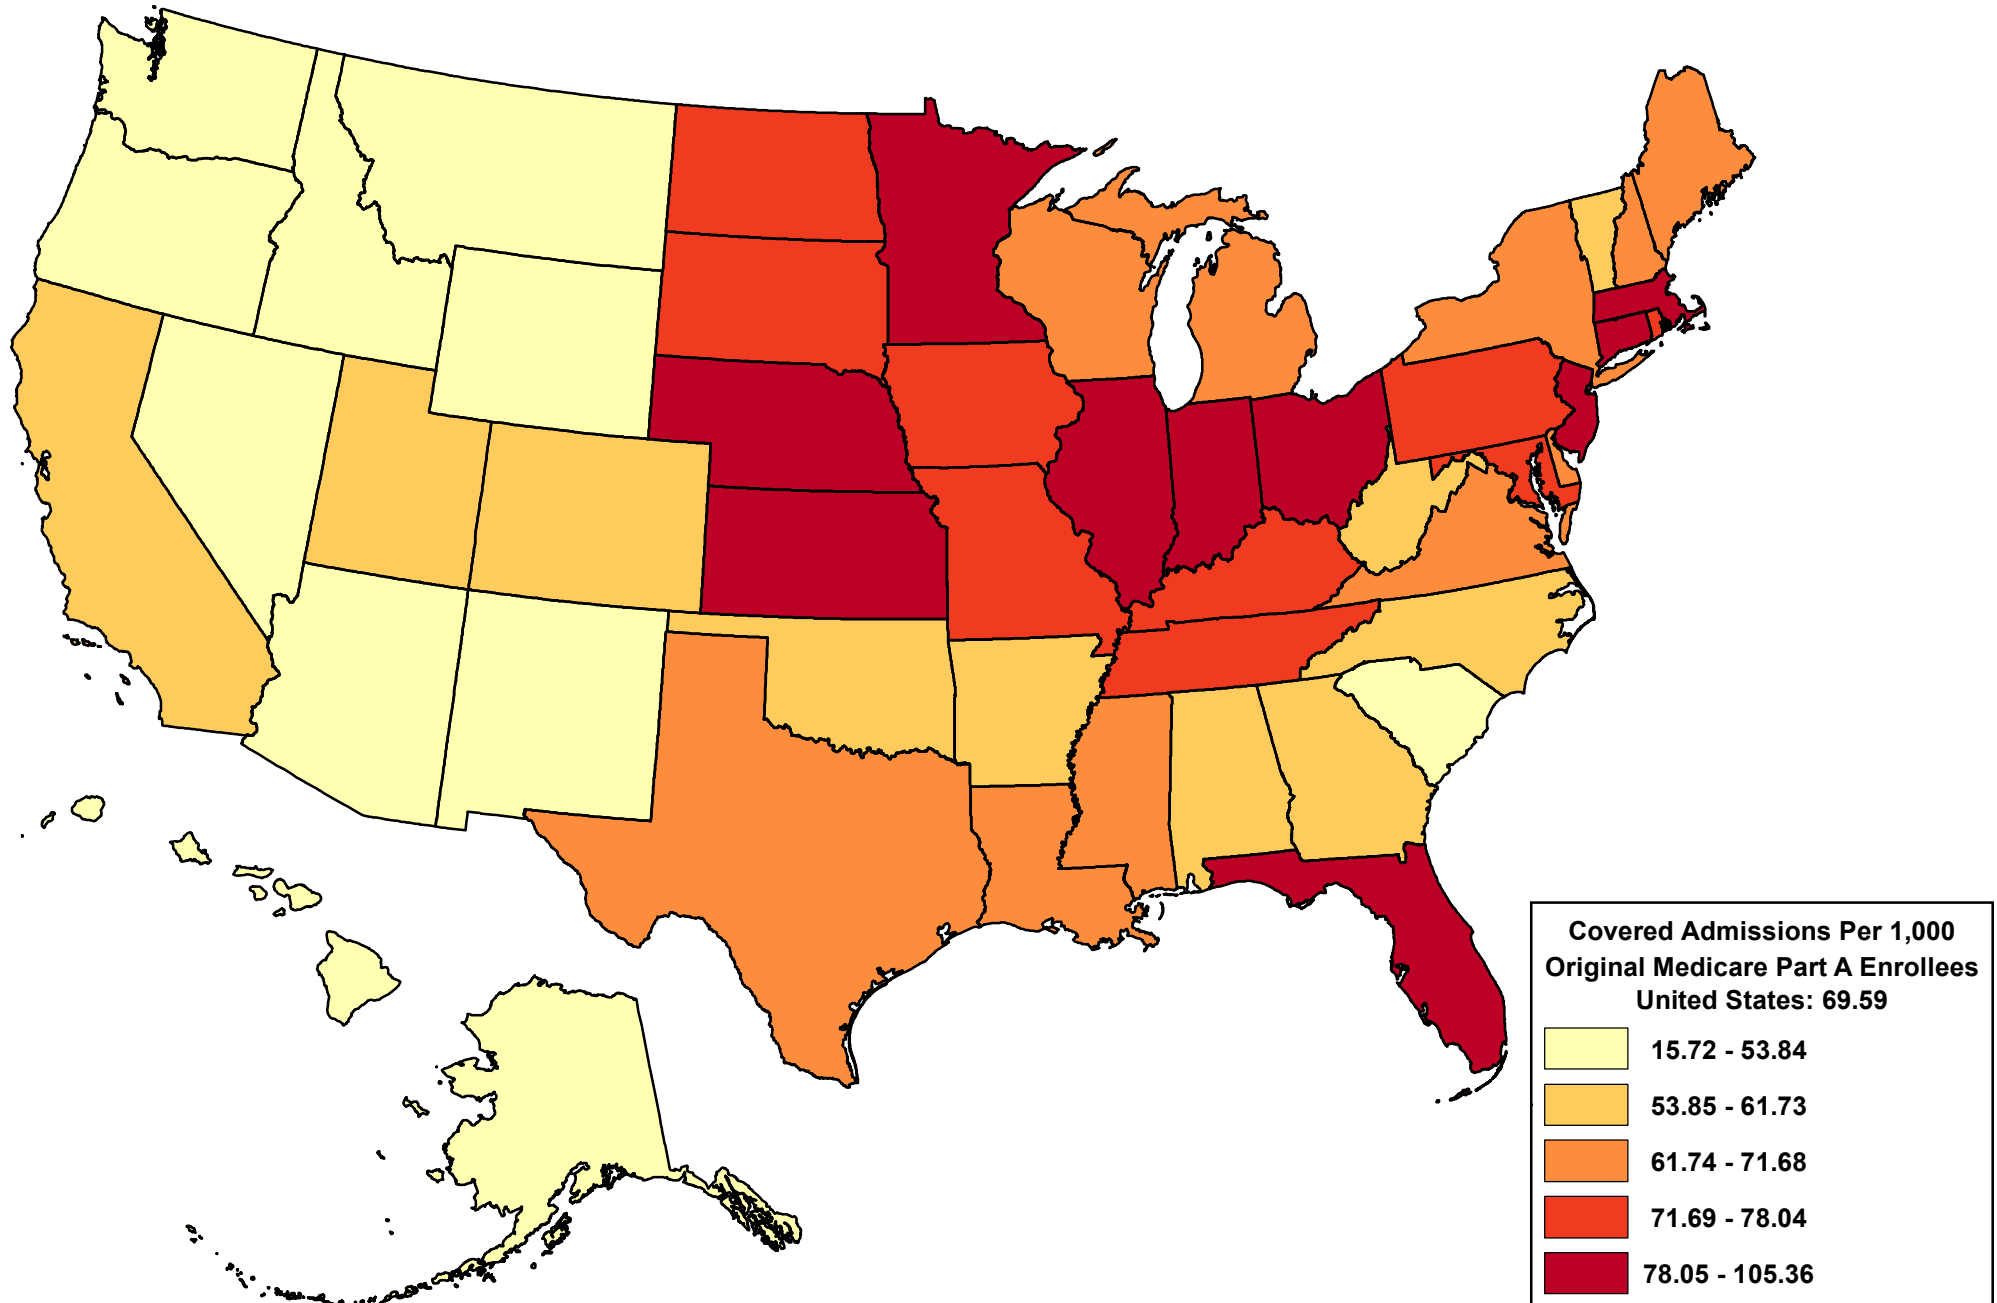 Covered Admissions Per 1,000
Original Medicare Part A Enrollees
United States: 69.59
15.72 - 53.84
53.85 - 61.73
61.74 - 71.68
71.69 - 78.04
78.05 - 105.36